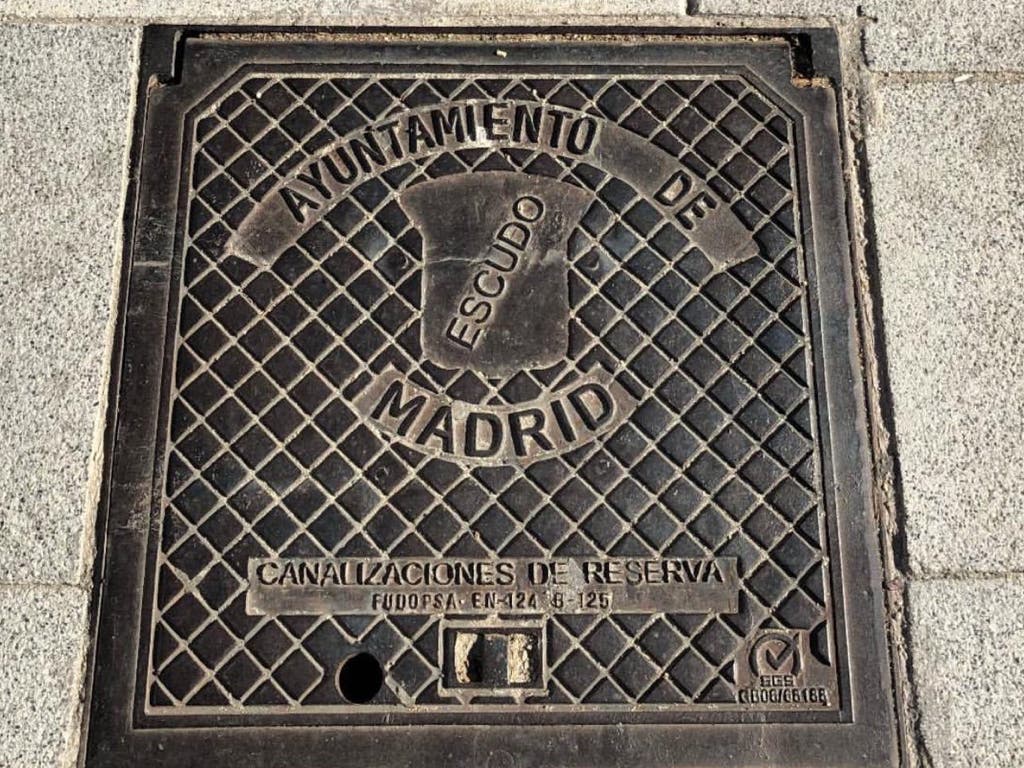 AYUNTAMIENTO DE
ESCUDO
MADRID
CANALIZACIONES DE RESERVA
FUDOPSA· EN-124 B-125
SGS